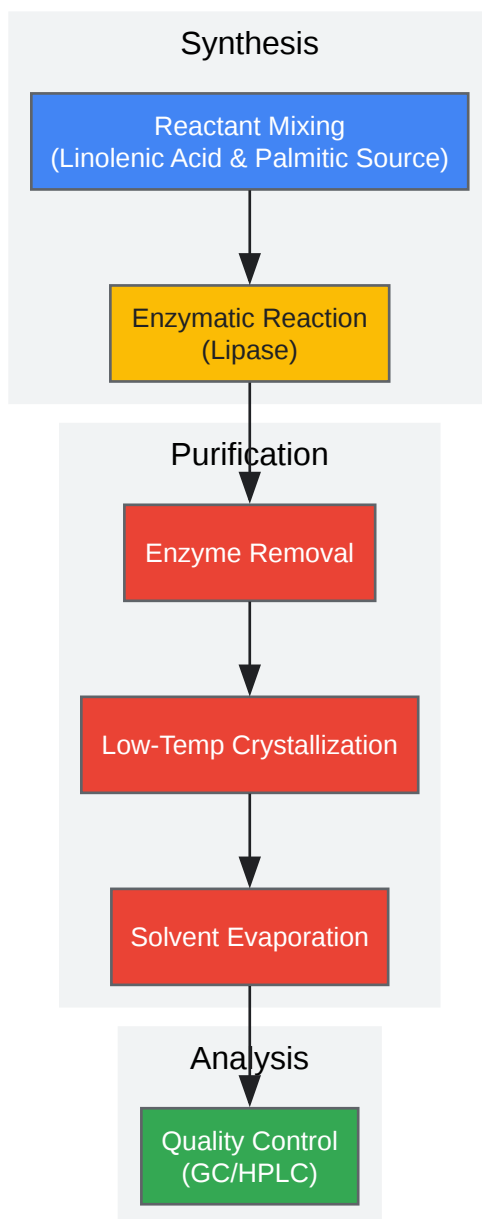 Synthesis
Reactant Mixing
(Linolenic Acid & Palmitic Source)
Enzymatic Reaction
(Lipase)
Purification
Enzyme Removal
Low-Temp Crystallization
Solvent Evaporation
Analysis
Quality Control
(GC/HPLC)